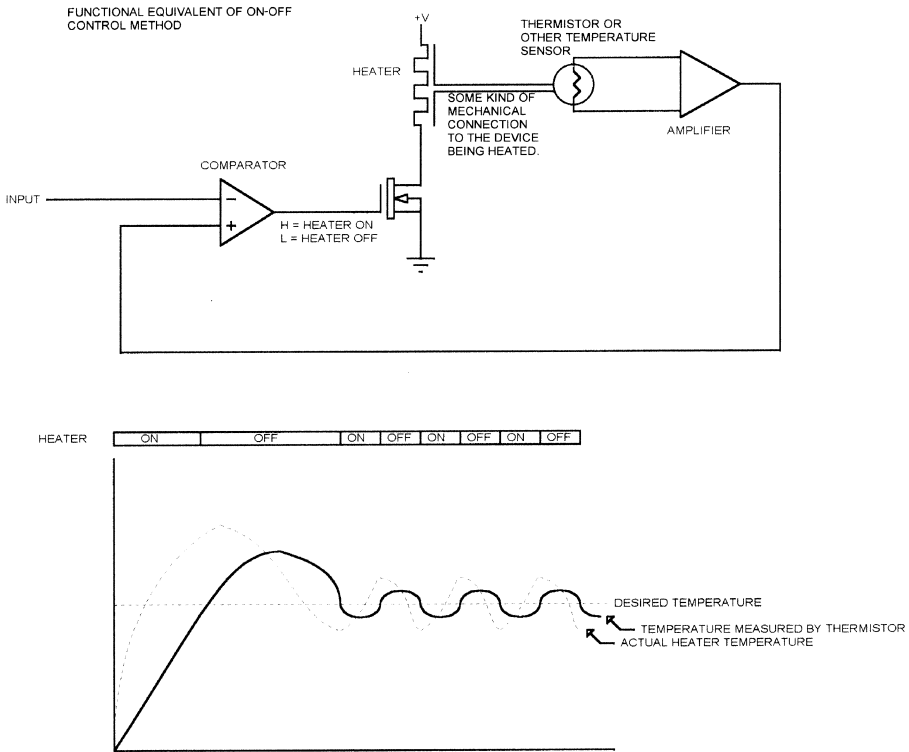 FUNCTIONAL EQUIVALENT OF ON-OFF
CONTROL METHOD
+V
THERMISTOR OR
OTHER TEMPERATURE
SENSOR
HEATER
SOME KIND OF
MECHANICAL
CONNECTION
TO THE DEVICE
BEING HEATED.
AMPLIFIER
COMPARATOR
INPUT
−
+
H = HEATER ON
L = HEATER OFF
HEATER
ON OFF ON OFF ON OFF ON OFF
DESIRED TEMPERATURE
TEMPERATURE MEASURED BY THERMISTOR
ACTUAL HEATER TEMPERATURE